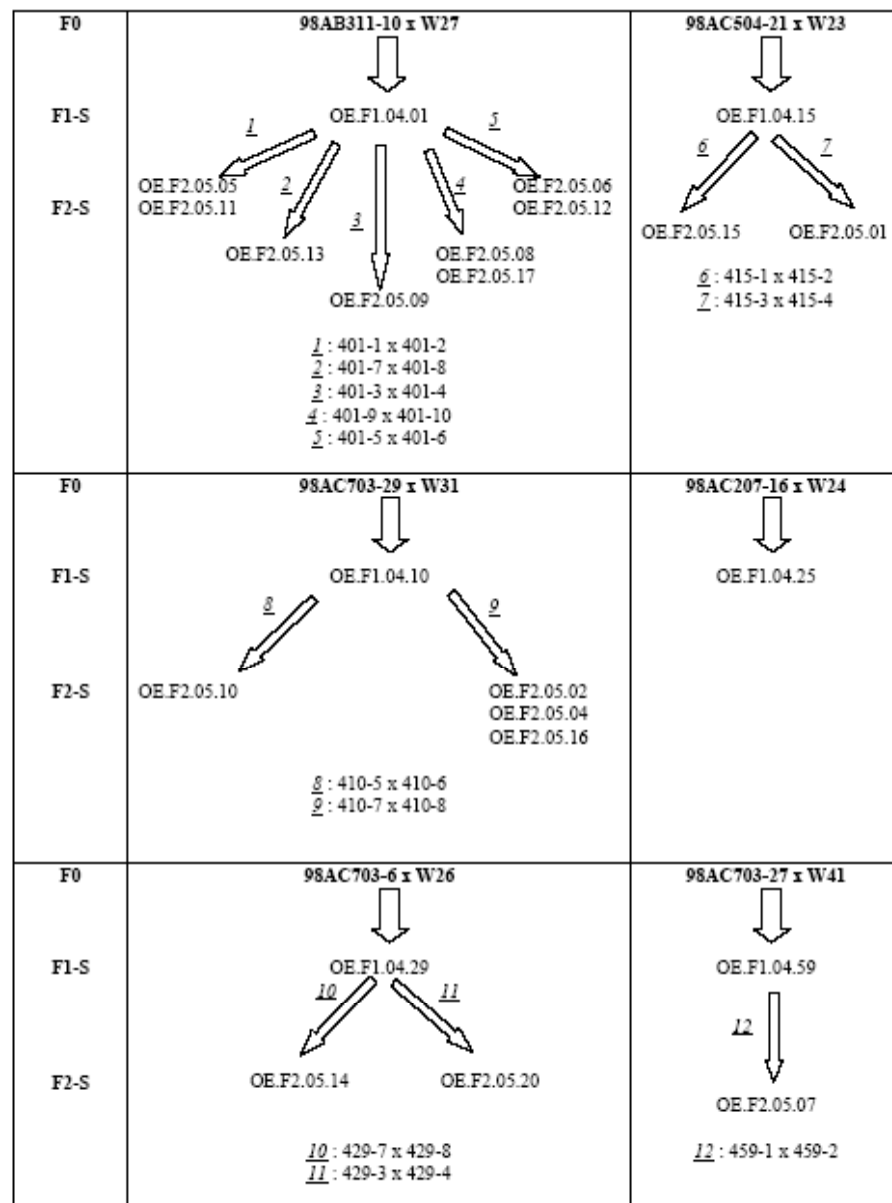 F0 98AB311-10 x W27 98AC504-21 x W23
F1-S OE.F1.04.01 OE.F1.04.15
1 5 6 7
OE.F2.05.05 2 4 OE.F2.05.06
F2-S OE.F2.05.11 3 OE.F2.05.12
OE.F2.05.15 OE.F2.05.01
OE.F2.05.13 OE.F2.05.08
OE.F2.05.17
OE.F2.05.09
6 : 415-1 x 415-2
7 : 415-3 x 415-4
1 : 401-1 x 401-2
2 : 401-7 x 401-8
3 : 401-3 x 401-4
4 : 401-9 x 401-10
5 : 401-5 x 401-6
F0 98AC703-29 x W31 98AC207-16 x W24
F1-S OE.F1.04.10 OE.F1.04.25
8 9
F2-S OE.F2.05.10 OE.F2.05.02
OE.F2.05.04
OE.F2.05.16
8 : 410-5 x 410-6
9 : 410-7 x 410-8
F0 98AC703-6 x W26 98AC703-27 x W41
F1-S OE.F1.04.29 OE.F1.04.59
10 11 12
F2-S OE.F2.05.14 OE.F2.05.20
OE.F2.05.07
10 : 429-7 x 429-8
11 : 429-3 x 429-4
12 : 459-1 x 459-2